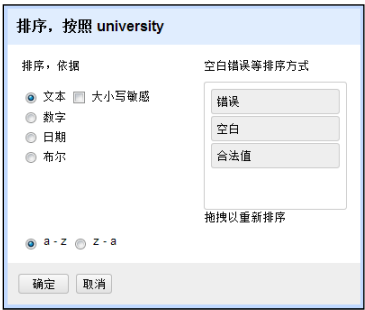 排序，按照 university
排序，依据
文本 大小写敏感
数字
日期
布尔
a - z z - a
空白错误等排序方式
错误
空白
合法值
拖拽以重新排序
确定 取消